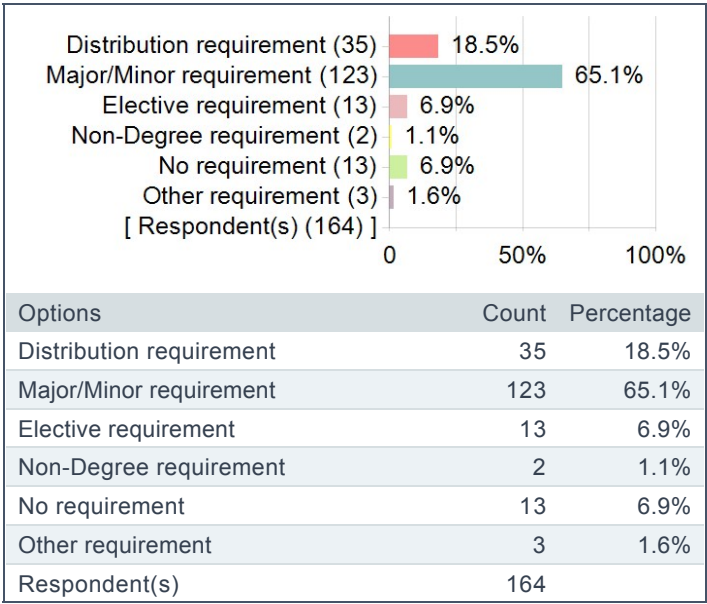 Distribution requirement (35) 18.5%
Major/Minor requirement (123) 65.1%
Elective requirement (13) 6.9%
Non-Degree requirement (2) 1.1%
No requirement (13) 6.9%
Other requirement (3) 1.6%
[ Respondent(s) (164) ]
0 50% 100%
Options Count Percentage
Distribution requirement 35 18.5%
Major/Minor requirement 123 65.1%
Elective requirement 13 6.9%
Non-Degree requirement 2 1.1%
No requirement 13 6.9%
Other requirement 3 1.6%
Respondent(s) 164